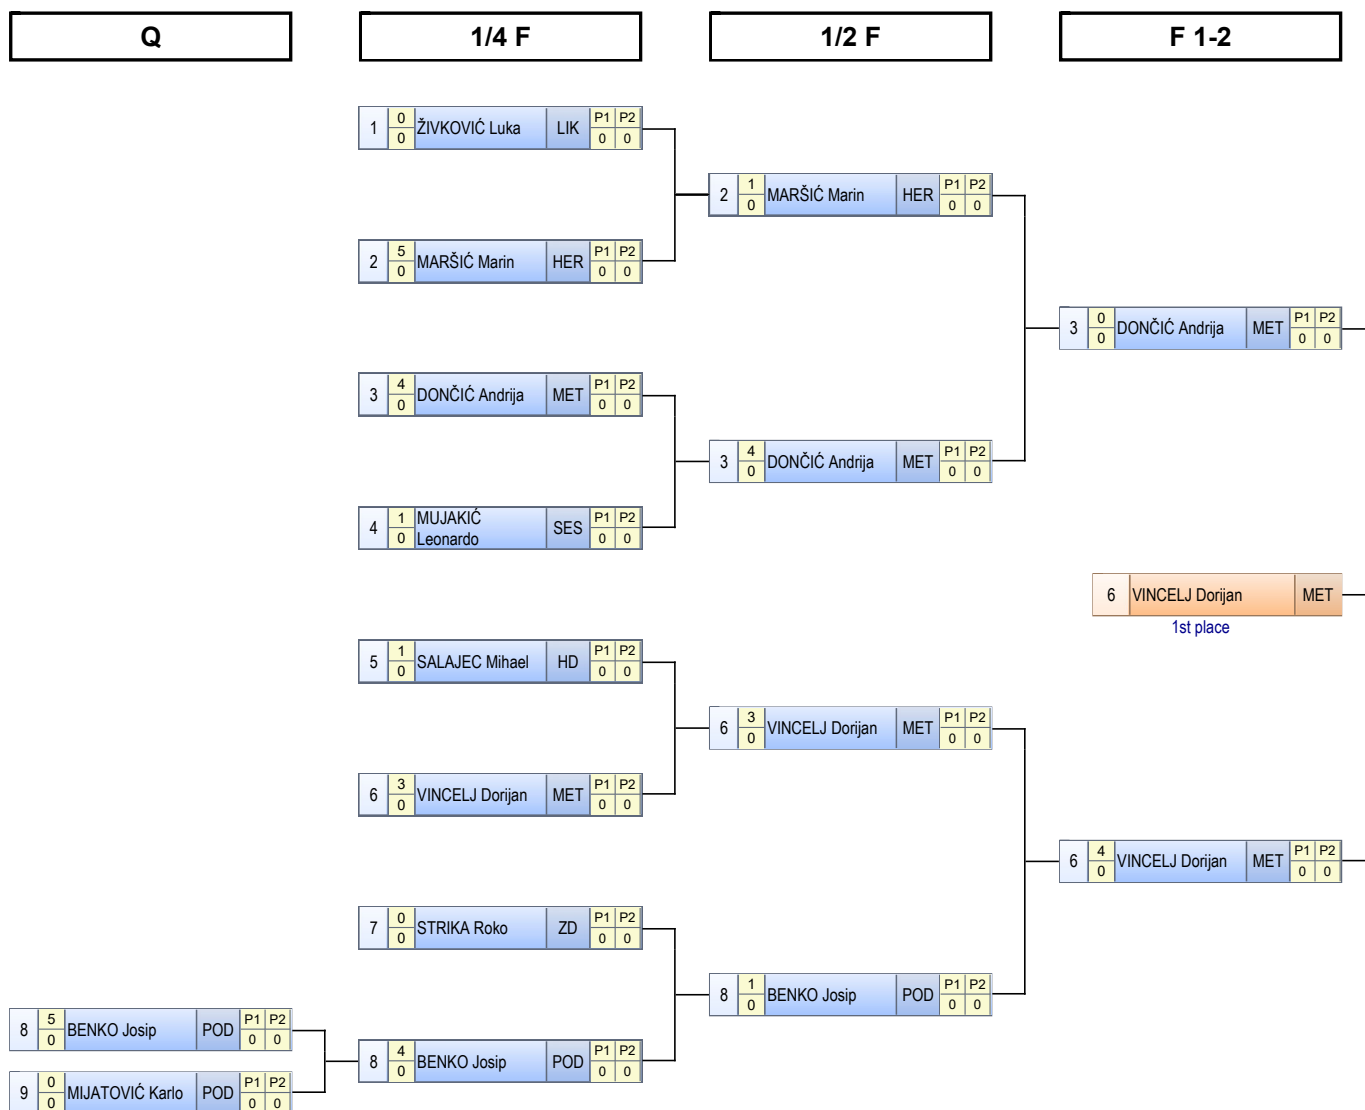 Q 1/4 F 1/2 F F 1-2
1 0 0 ŽIVKOVIĆ Luka LIK P1 P2 0 0
2 1 0 MARŠIĆ Marin HER P1 P2 0 0
2 5 0 MARŠIĆ Marin HER P1 P2 0 0
3 0 0 DONČIĆ Andrija MET P1 P2 0 0
3 4 0 DONČIĆ Andrija MET P1 P2 0 0
3 4 0 DONČIĆ Andrija MET P1 P2 0 0
4 1 0 MUJAKIĆ
Leonardo SES P1 P2 0 0
6 VINCELJ Dorijan MET
1st place
5 1 0 SALAJEC Mihael HD P1 P2 0 0
6 3 0 VINCELJ Dorijan MET P1 P2 0 0
6 3 0 VINCELJ Dorijan MET P1 P2 0 0
6 4 0 VINCELJ Dorijan MET P1 P2 0 0
7 0 0 STRIKA Roko ZD P1 P2 0 0
8 1 0 BENKO Josip POD P1 P2 0 0
8 5 0 BENKO Josip POD P1 P2 0 0
8 4 0 BENKO Josip POD P1 P2 0 0
9 0 0 MIJATOVIĆ Karlo POD P1 P2 0 0